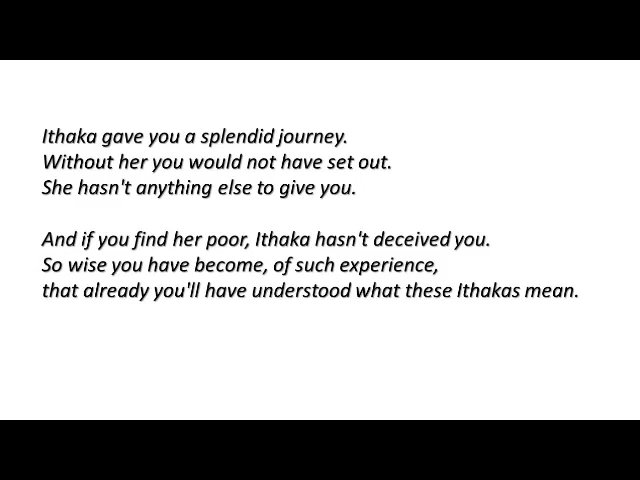 Ithaka gave you a splendid journey.
Without her you would not have set out.
She hasn't anything else to give you.
And if you find her poor, Ithaka hasn't deceived you.
So wise you have become, of such experience,
that already you'll have understood what these Ithakas mean.